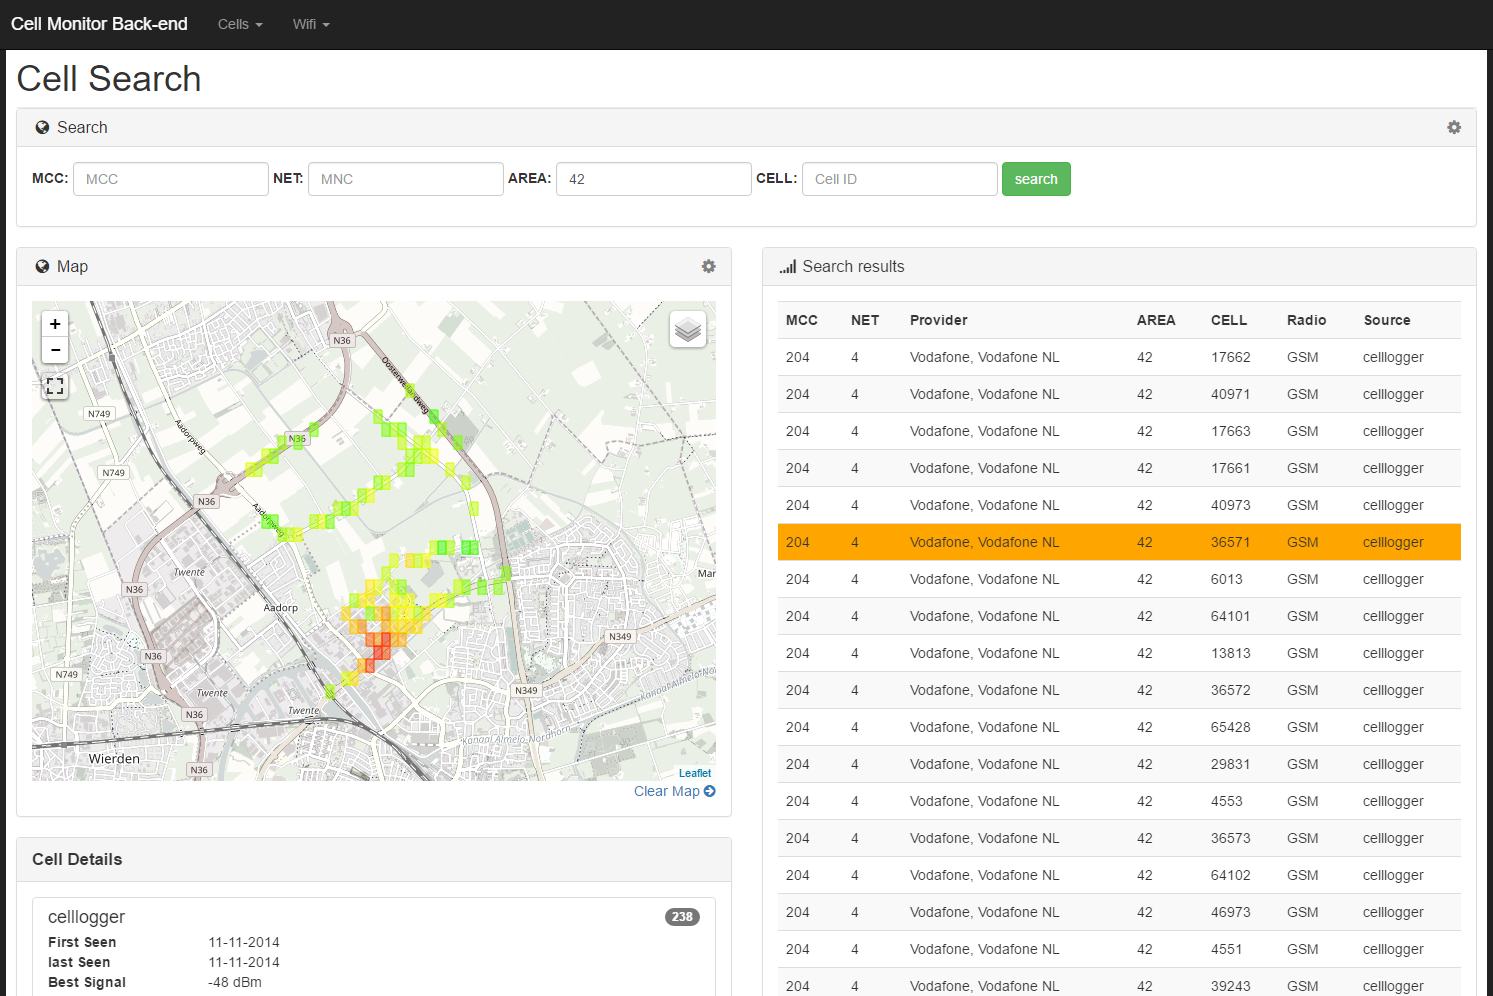 Cell Monitor Back-end Cells Wifi
Cell Search
Search
MCC: MCC NET: MNC AREA: 42 CELL: Cell ID search
Map
+
−
N36
Oosterweilandweg
N749
Aadorpweg
N36
N749
N36
Aadorpweg
Twente
N36
Mar
Aadorp
N349
N36
N749
Twente
N349
Kanaal Almelo-Nordhorn
Twente
N36
Kanaal Almelo-Nordhorn
Wierden
N36
Leaflet
Clear Map
Cell Details
celllogger 238
First Seen 11-11-2014
last Seen 11-11-2014
Best Signal -48 dBm
Search results
MCC NET Provider AREA CELL Radio Source
204 4 Vodafone, Vodafone NL 42 17662 GSM celllogger
204 4 Vodafone, Vodafone NL 42 40971 GSM celllogger
204 4 Vodafone, Vodafone NL 42 17663 GSM celllogger
204 4 Vodafone, Vodafone NL 42 17661 GSM celllogger
204 4 Vodafone, Vodafone NL 42 40973 GSM celllogger
204 4 Vodafone, Vodafone NL 42 36571 GSM celllogger
204 4 Vodafone, Vodafone NL 42 6013 GSM celllogger
204 4 Vodafone, Vodafone NL 42 64101 GSM celllogger
204 4 Vodafone, Vodafone NL 42 13813 GSM celllogger
204 4 Vodafone, Vodafone NL 42 36572 GSM celllogger
204 4 Vodafone, Vodafone NL 42 65428 GSM celllogger
204 4 Vodafone, Vodafone NL 42 29831 GSM celllogger
204 4 Vodafone, Vodafone NL 42 4553 GSM celllogger
204 4 Vodafone, Vodafone NL 42 36573 GSM celllogger
204 4 Vodafone, Vodafone NL 42 64102 GSM celllogger
204 4 Vodafone, Vodafone NL 42 46973 GSM celllogger
204 4 Vodafone, Vodafone NL 42 4551 GSM celllogger
204 4 Vodafone, Vodafone NL 42 39243 GSM celllogger